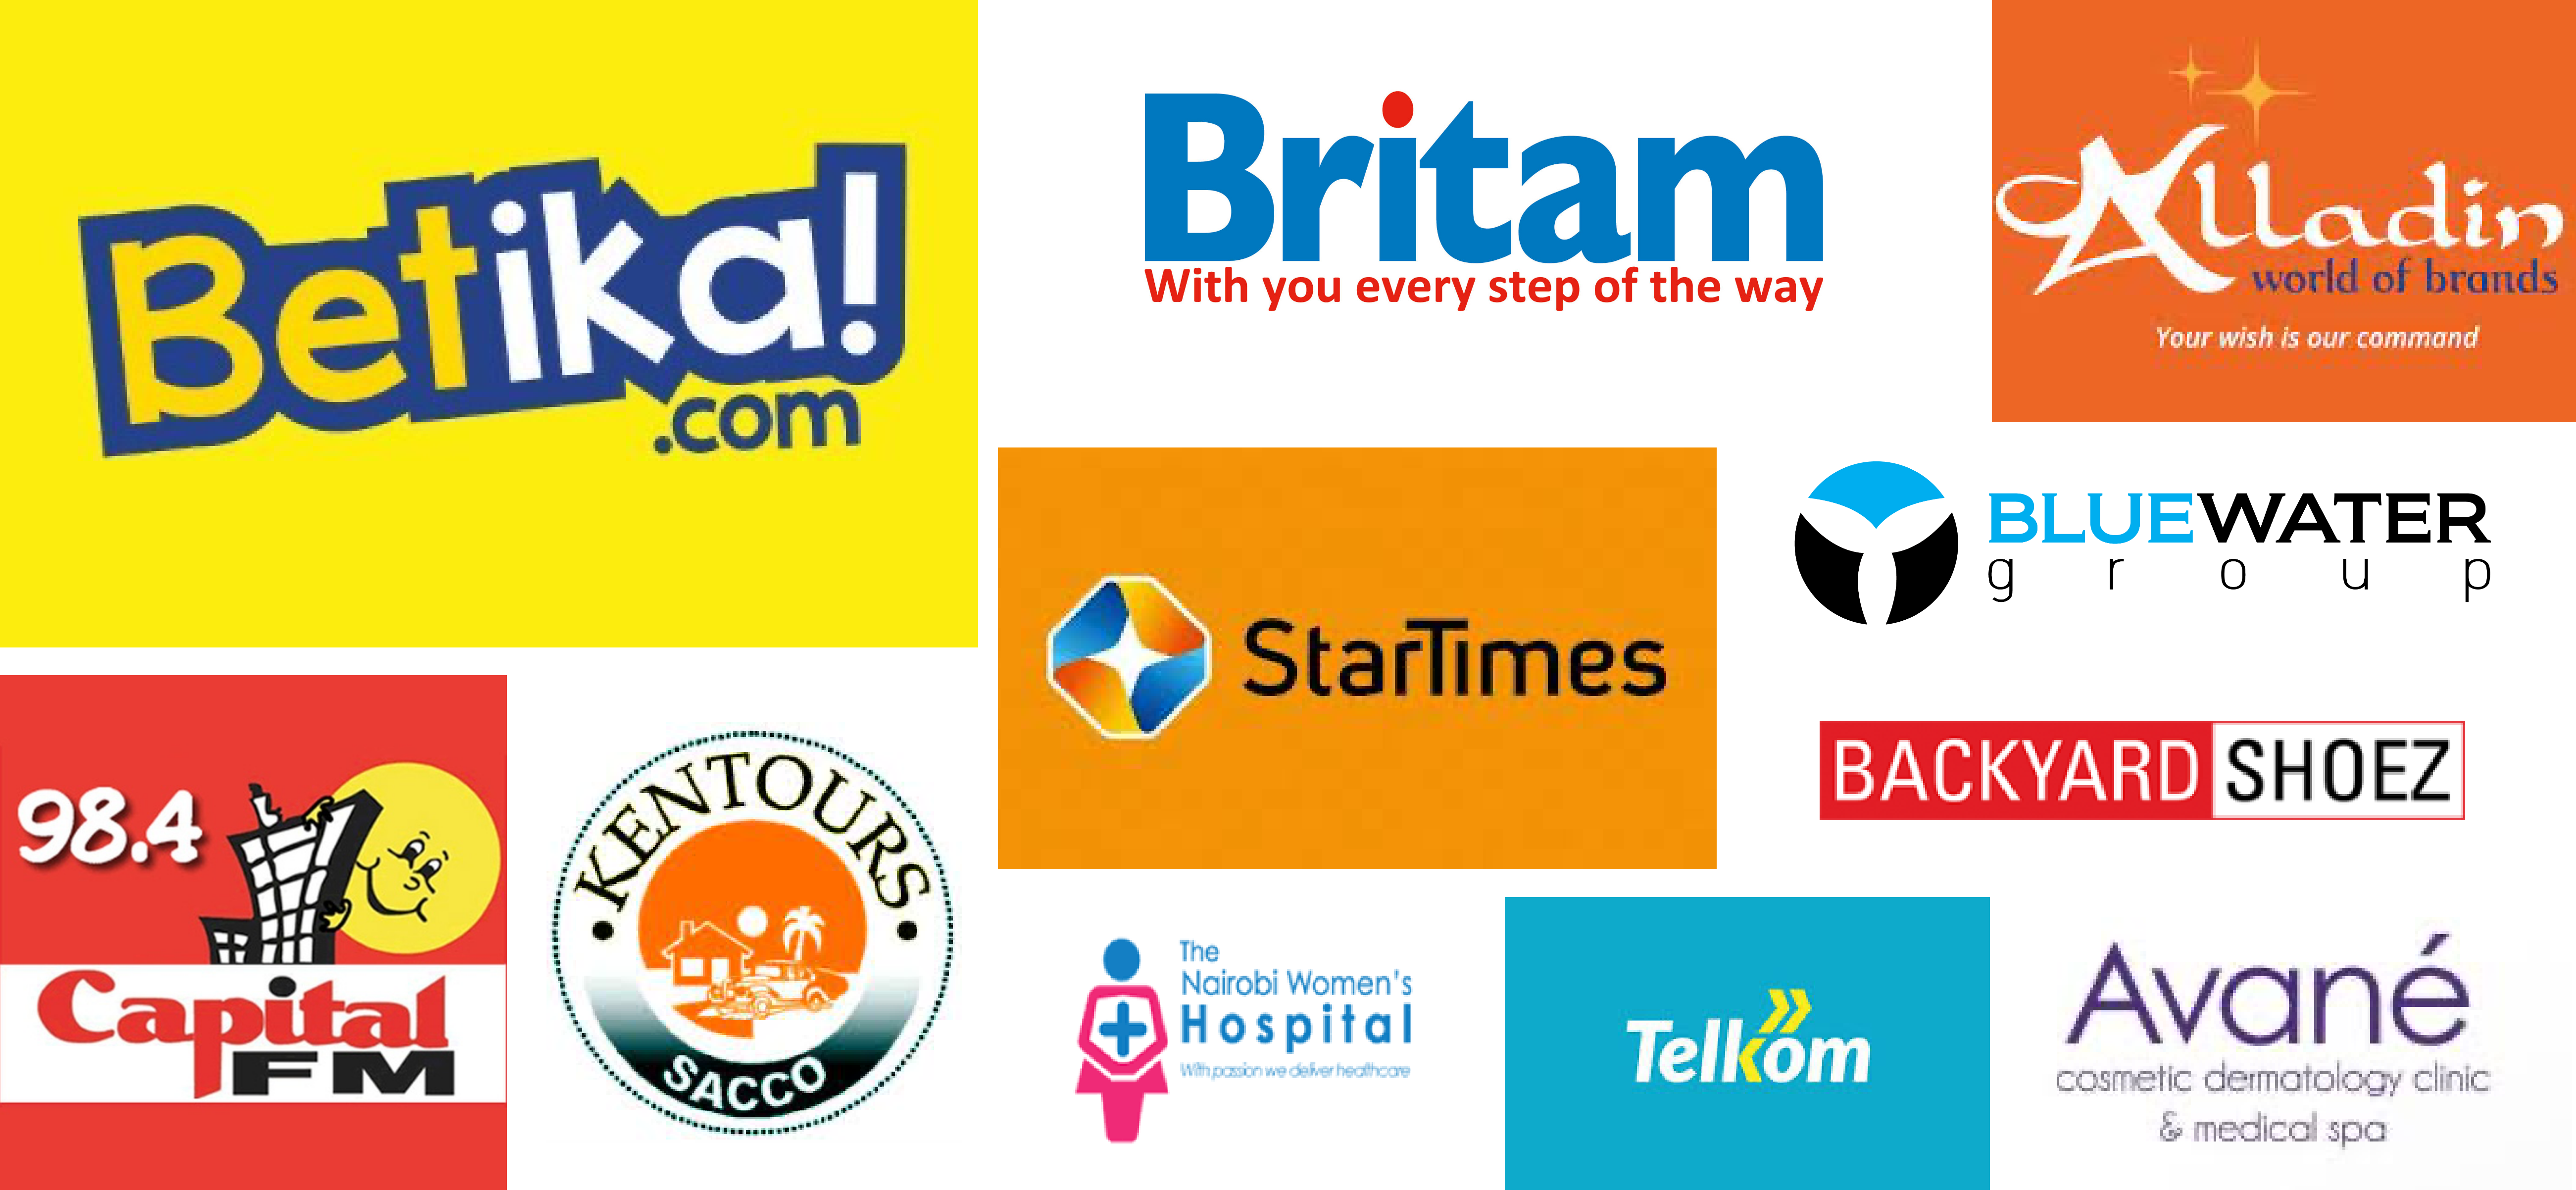 Betika!
.com
Britam
With you every step of the way
Alladin
world of brands
Your wish is our command
StarTimes
BLUEWATER
group
BACKYARD SHOEZ
98.4
Capital
FM
KENTOURS
SACCO
The
Nairobi Women's
Hospital
With passion we deliver healthcare
Telkom
Avané
cosmetic dermatology clinic
& medical spa